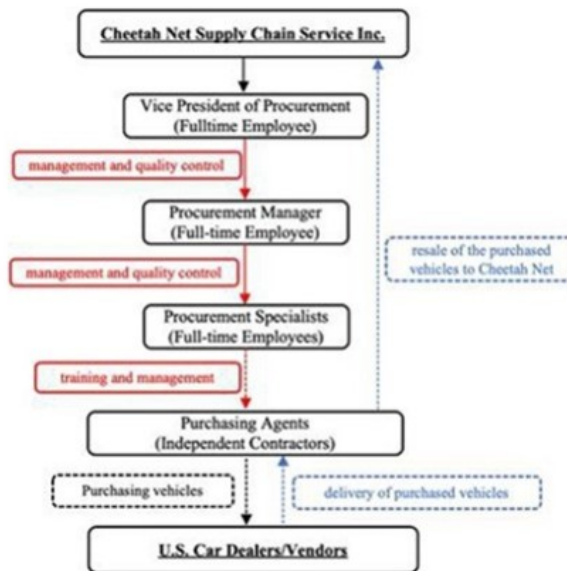 Cheetah Net Supply Chain Service Inc.
Vice President of Procurement
(Fulltime Employee)
management and quality control
Procurement Manager
(Full-time Employee)
management and quality control
resale of the purchased
vehicles to Cheetah Net
Procurement Specialists
(Full-time Employees)
training and management
Purchasing Agents
(Independent Contractors)
Purchasing vehicles
delivery of purchased vehicles
U.S. Car Dealers/Vendors